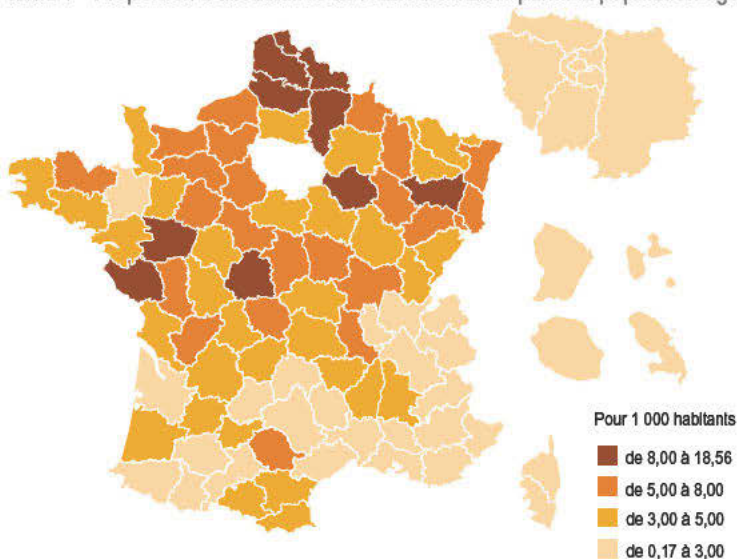 Pour 1 000 habitants
de 8,00 à 18,56
de 5,00 à 8,00
de 3,00 à 5,00
de 0,17 à 3,00